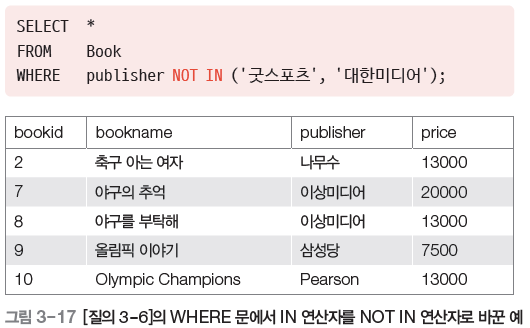 SELECT *
FROM Book
WHERE publisher NOT IN ('굿스포츠', '대한미디어');
bookid bookname publisher price
2 축구 아는 여자 나무수 13000
7 야구의 추억 이상미디어 20000
8 야구를 부탁해 이상미디어 13000
9 올림픽 이야기 삼성당 7500
10 Olympic Champions Pearson 13000
그림 3-17 [질의 3-6]의 WHERE 문에서 IN 연산자를 NOT IN 연산자로 바꾼 예